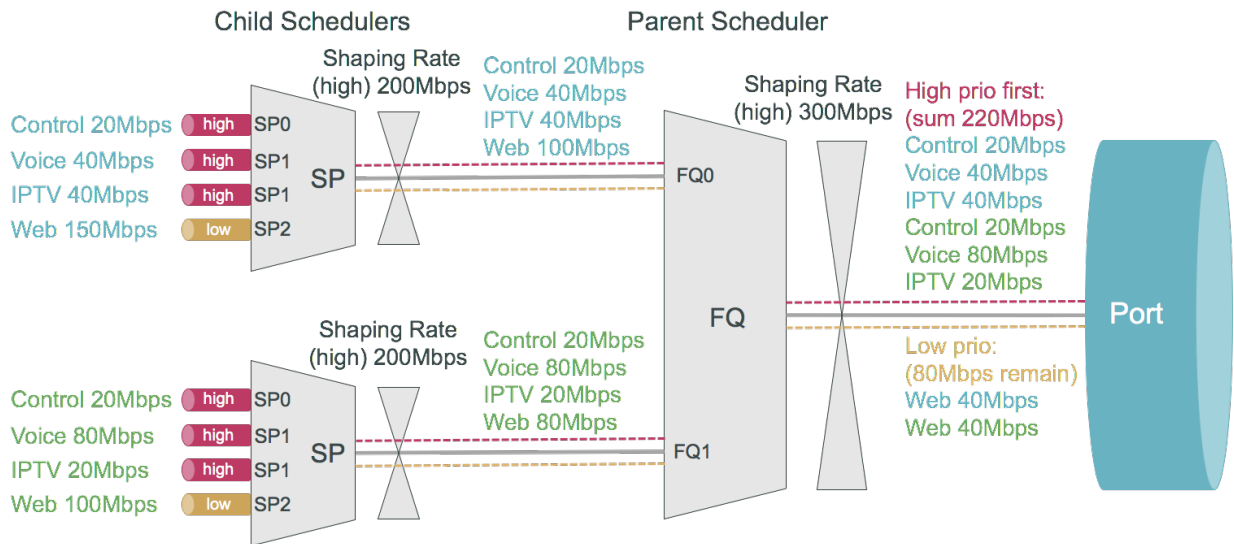 Child Schedulers
Parent Scheduler
Shaping Rate
(high) 200Mbps
Control 20Mbps
Voice 40Mbps
IPTV 40Mbps
Web 100Mbps
Shaping Rate
(high) 300Mbps
High prio first:
(sum 220Mbps)
Control 20Mbps
Voice 40Mbps
IPTV 40Mbps
Control 20Mbps
Voice 80Mbps
IPTV 20Mbps
Control 20Mbps high SP0
Voice 40Mbps high SP1
IPTV 40Mbps high SP1
Web 150Mbps low SP2
SP
FQ0
FQ
Port
Shaping Rate
(high) 200Mbps
Control 20Mbps
Voice 80Mbps
IPTV 20Mbps
Web 80Mbps
Low prio:
(80Mbps remain)
Web 40Mbps
Web 40Mbps
Control 20Mbps high SP0
Voice 80Mbps high SP1
IPTV 20Mbps high SP1
Web 100Mbps low SP2
SP
FQ1